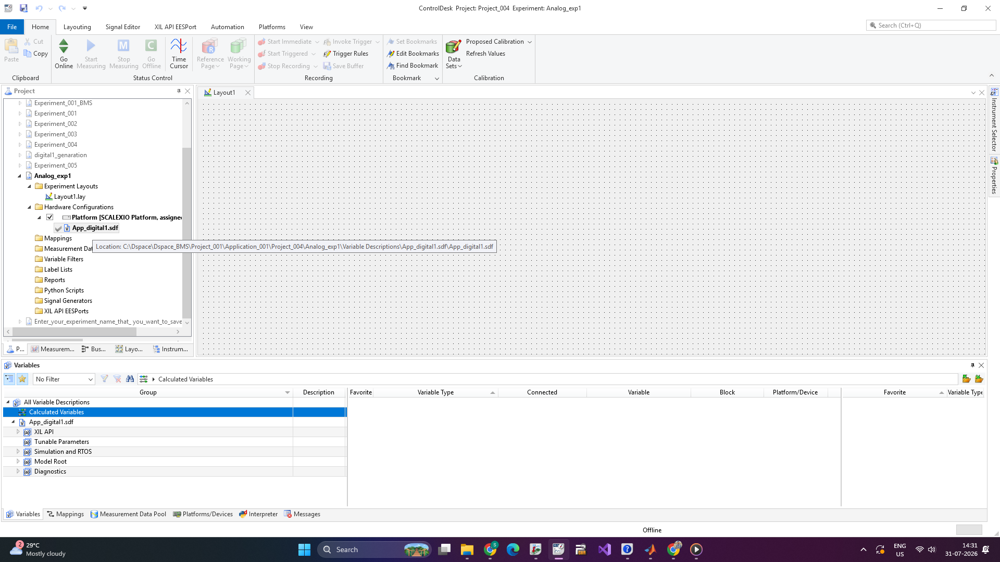 ControlDesk Project: Project_004 Experiment: Analog_exp1
File Home Layouting Signal Editor XIL API EESPort Automation Platforms View
Search (Ctrl+Q)
Paste Cut Copy
Clipboard
Go Online Start Measuring Stop Measuring Go Offline Time Cursor Reference Page Working Page
Status Control
Start Immediate Invoke Trigger
Start Triggered Trigger Rules
Stop Recording Save Buffer
Recording
Set Bookmarks
Edit Bookmarks
Find Bookmark
Bookmark
Data Sets
Proposed Calibration
Refresh Values
Calibration
Project
Experiment_001_BMS
Experiment_001
Experiment_002
Experiment_003
Experiment_004
digital1_genaration
Experiment_005
Analog_exp1
Experiment Layouts
Layout1.lay
Hardware Configurations
Platform [SCALEXIO Platform, assigned
App_digital1.sdf
Mappings
Measurement Dat
Location: C:\Dspace\Dspace_BMS\Project_001\Application_001\Project_004\Analog_exp1\Variable Descriptions\App_digital1.sdf\App_digital1.sdf
Variable Filters
Label Lists
Reports
Python Scripts
Signal Generators
XIL API EESPorts
Enter_your_experiment_name_that_ you_want_to_save
P... Measurem... Bus... Layo... Instrum...
Layout1
Instrument Selector
Properties
Variables
No Filter
Calculated Variables
Group Description Favorite Variable Type Connected Variable Block Platform/Device Favorite Variable Type
All Variable Descriptions
Calculated Variables
App_digital1.sdf
XIL API
Tunable Parameters
Simulation and RTOS
Model Root
Diagnostics
Variables Mappings Measurement Data Pool Platforms/Devices Interpreter Messages
Offline
2
29°C
Mostly cloudy
Search
S
ENG
US
14:31
31-07-2026